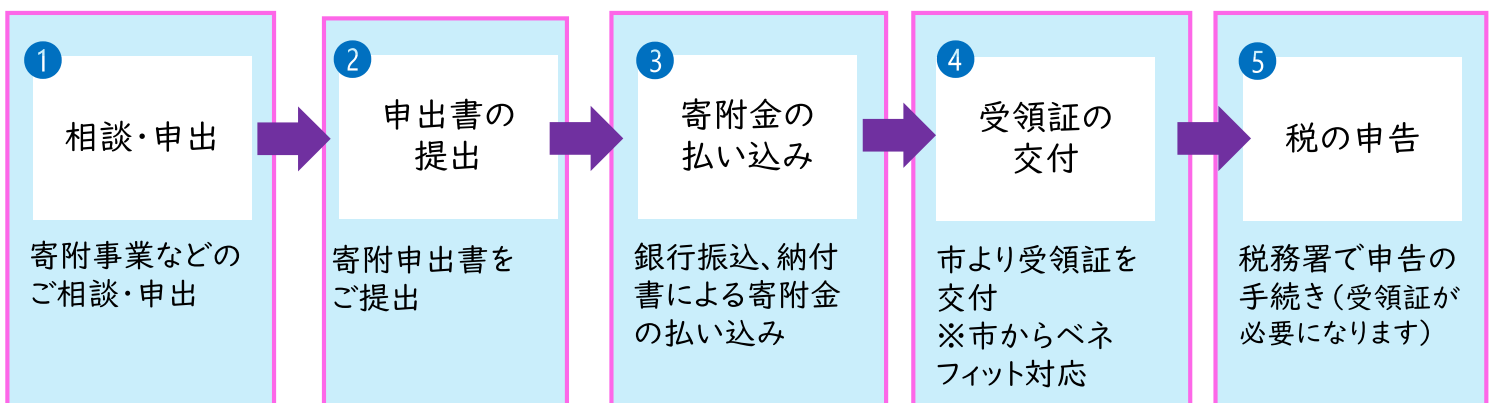 1
相談・申出
寄附事業などの
ご相談・申出
2
申出書の
提出
寄附申出書を
ご提出
3
寄附金の
払い込み
銀行振込、納付
書による寄附金
の払い込み
4
受領証の
交付
市より受領証を
交付
※市からベネ
フィット対応
5
税の申告
税務署で申告の
手続き（受領証が
必要になります）